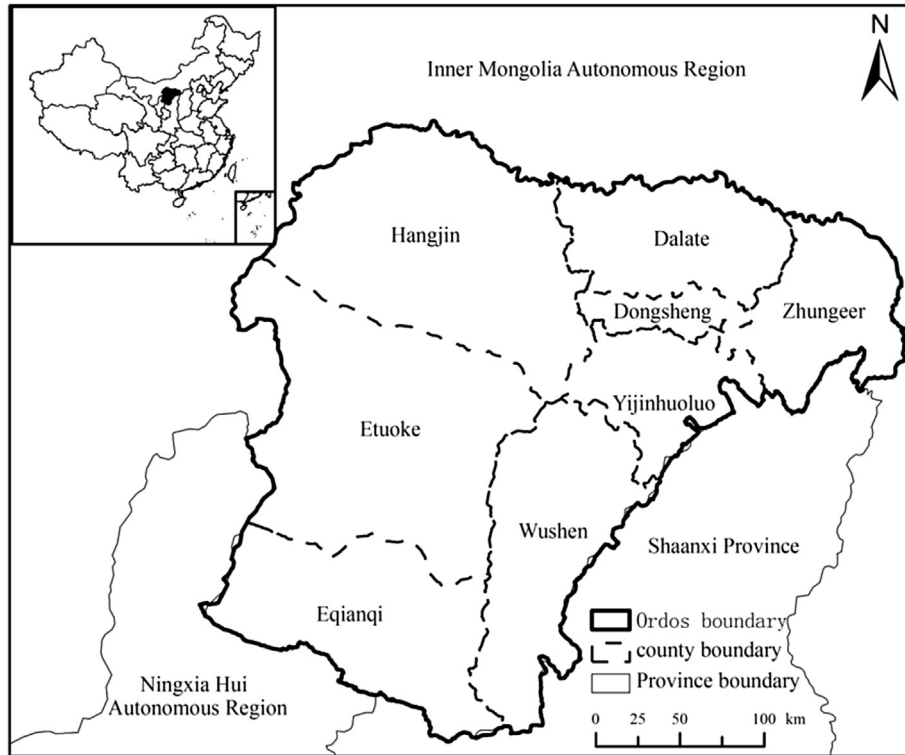 N
Inner Mongolia Autonomous Region
Hangjin
Dalate
Dongsheng
Zhungeer
Yijinhuoluo
Etuoke
Wushen
Shaanxi Province
Eqianqi
Ordos boundary
county boundary
Province boundary
Ningxia Hui
Autonomous Region
0 25 50 100 km